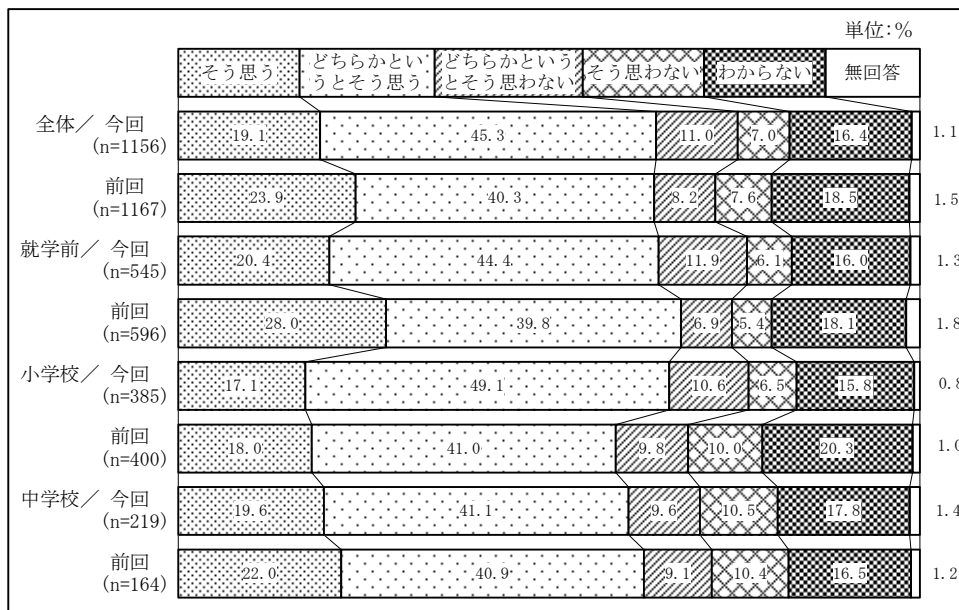 単位：％
そう思う
どちらかとい
うとそう思う
どちらかという
とそう思わない
そう思わない
わからない
無回答
全体／ 今回
(n=1156)
19.1 45.3 11.0 7.0 16.4 1.1
前回
(n=1167)
23.9 40.3 8.2 7.6 18.5 1.5
就学前／ 今回
(n=545)
20.4 44.4 11.9 6.1 16.0 1.3
前回
(n=596)
28.0 39.8 6.9 5.4 18.1 1.8
小学校／ 今回
(n=385)
17.1 49.1 10.6 6.5 15.8 0.8
前回
(n=400)
18.0 41.0 9.8 10.0 20.3 1.0
中学校／ 今回
(n=219)
19.6 41.1 9.6 10.5 17.8 1.4
前回
(n=164)
22.0 40.9 9.1 10.4 16.5 1.2